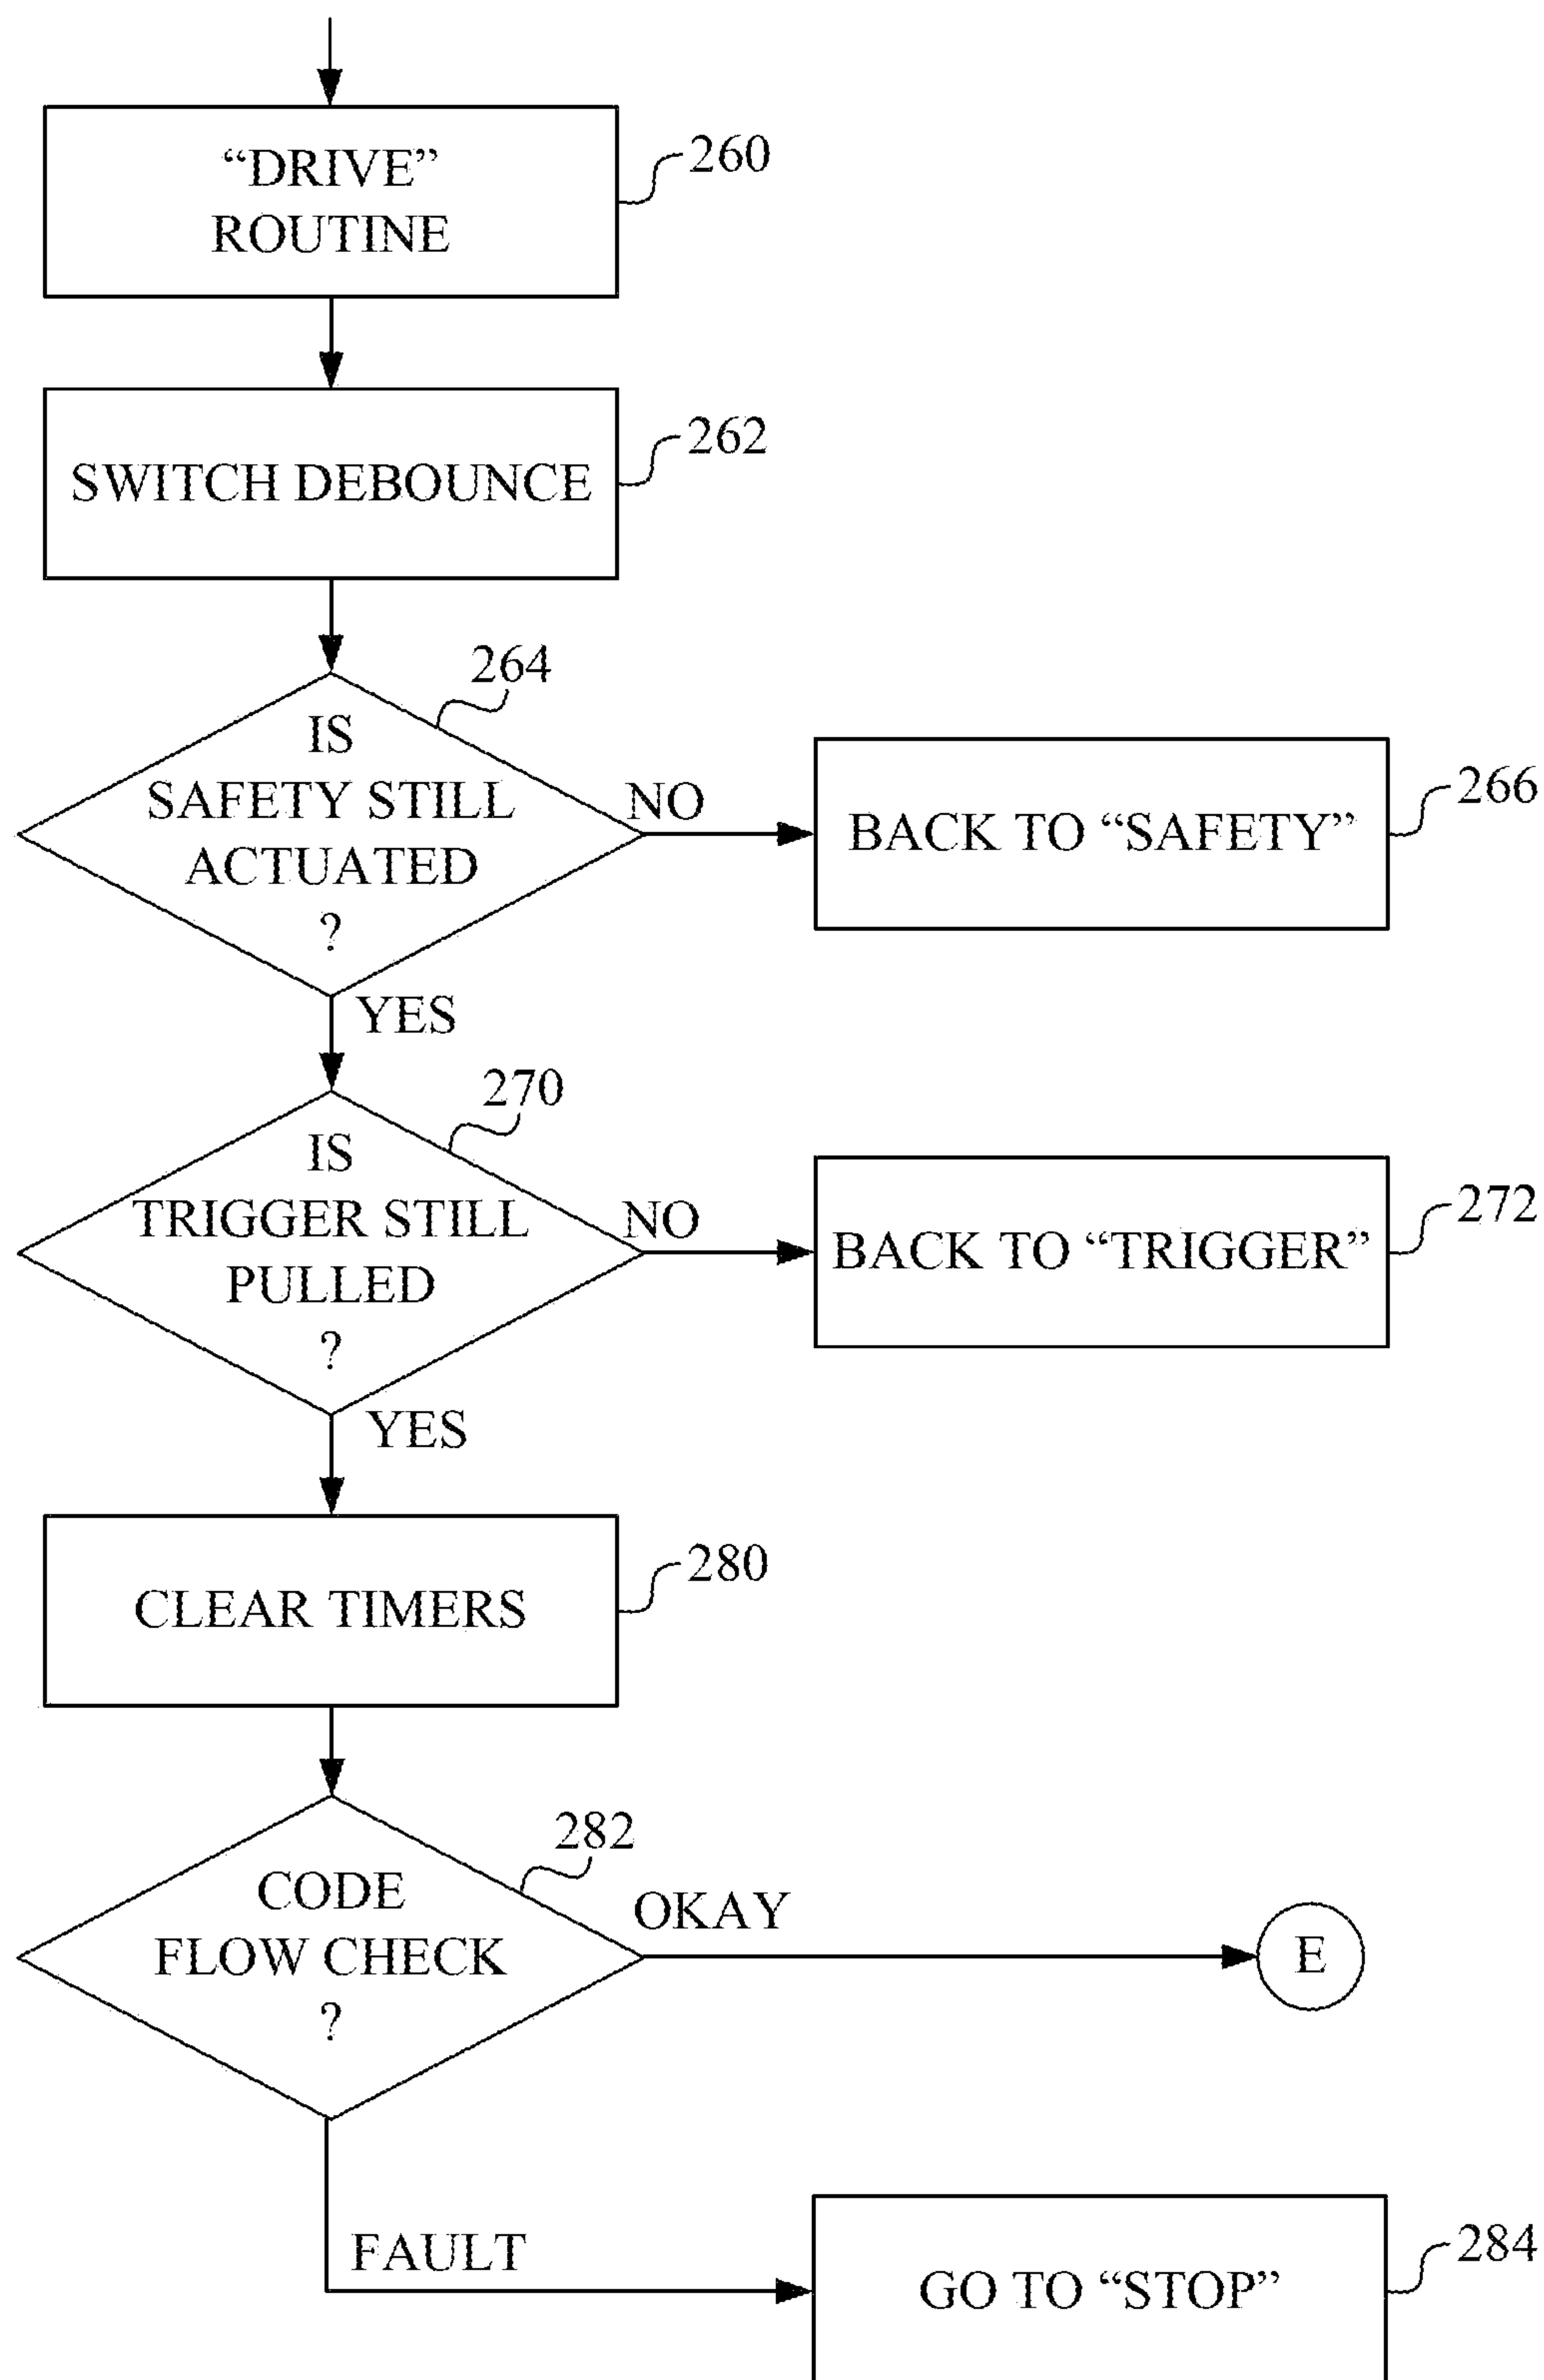 “DRIVE”
ROUTINE
260
SWITCH DEBOUNCE
262
264
IS
SAFETY STILL
ACTUATED
?
NO
BACK TO “SAFETY”
266
YES
270
IS
TRIGGER STILL
PULLED
?
NO
BACK TO “TRIGGER”
272
YES
CLEAR TIMERS
280
282
CODE
FLOW CHECK
?
OKAY
E
FAULT
GO TO “STOP”
284